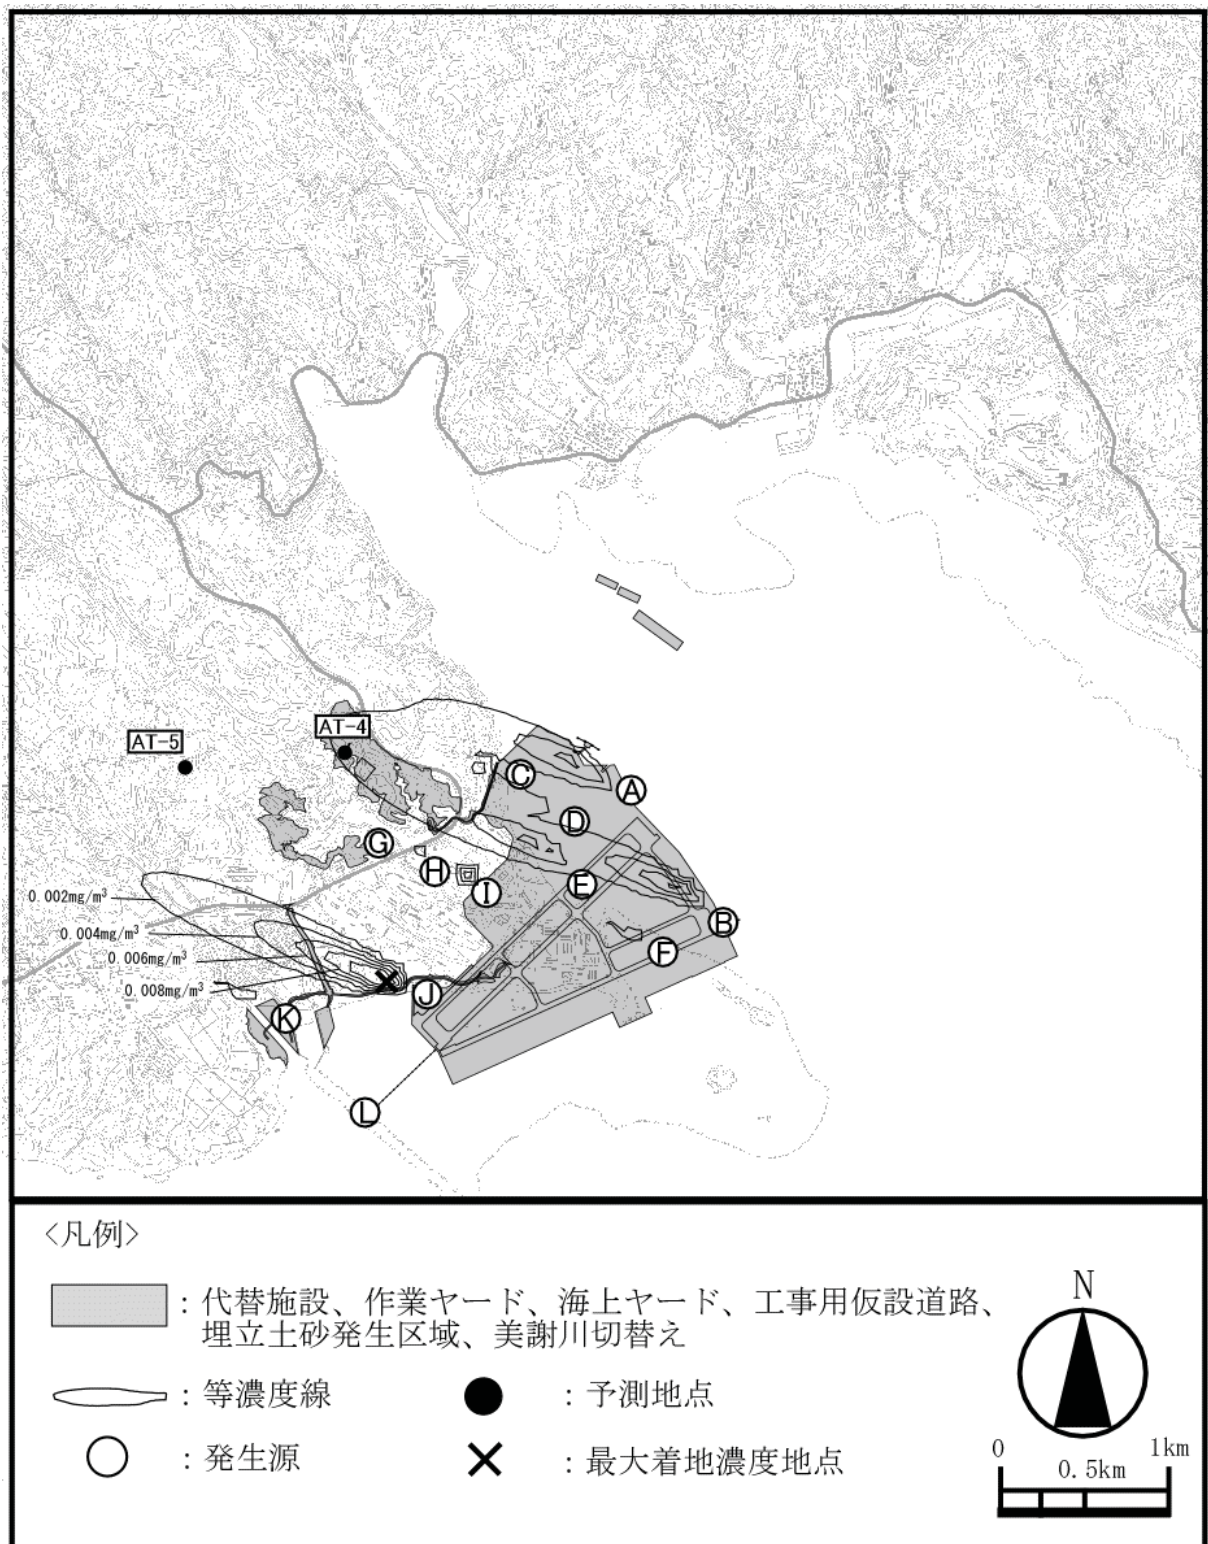 AT-4
AT-5
C
A
D
G
H
E
I
B
0.002mg/m³
0.004mg/m³
F
0.006mg/m³
0.008mg/m³
J
K
L
<凡例>
：代替施設、作業ヤード、海上ヤード、工事用仮設道路、
埋立土砂発生区域、美謝川切替え
：等濃度線
：予測地点
：発生源
：最大着地濃度地点
N
0
1km
0.5km